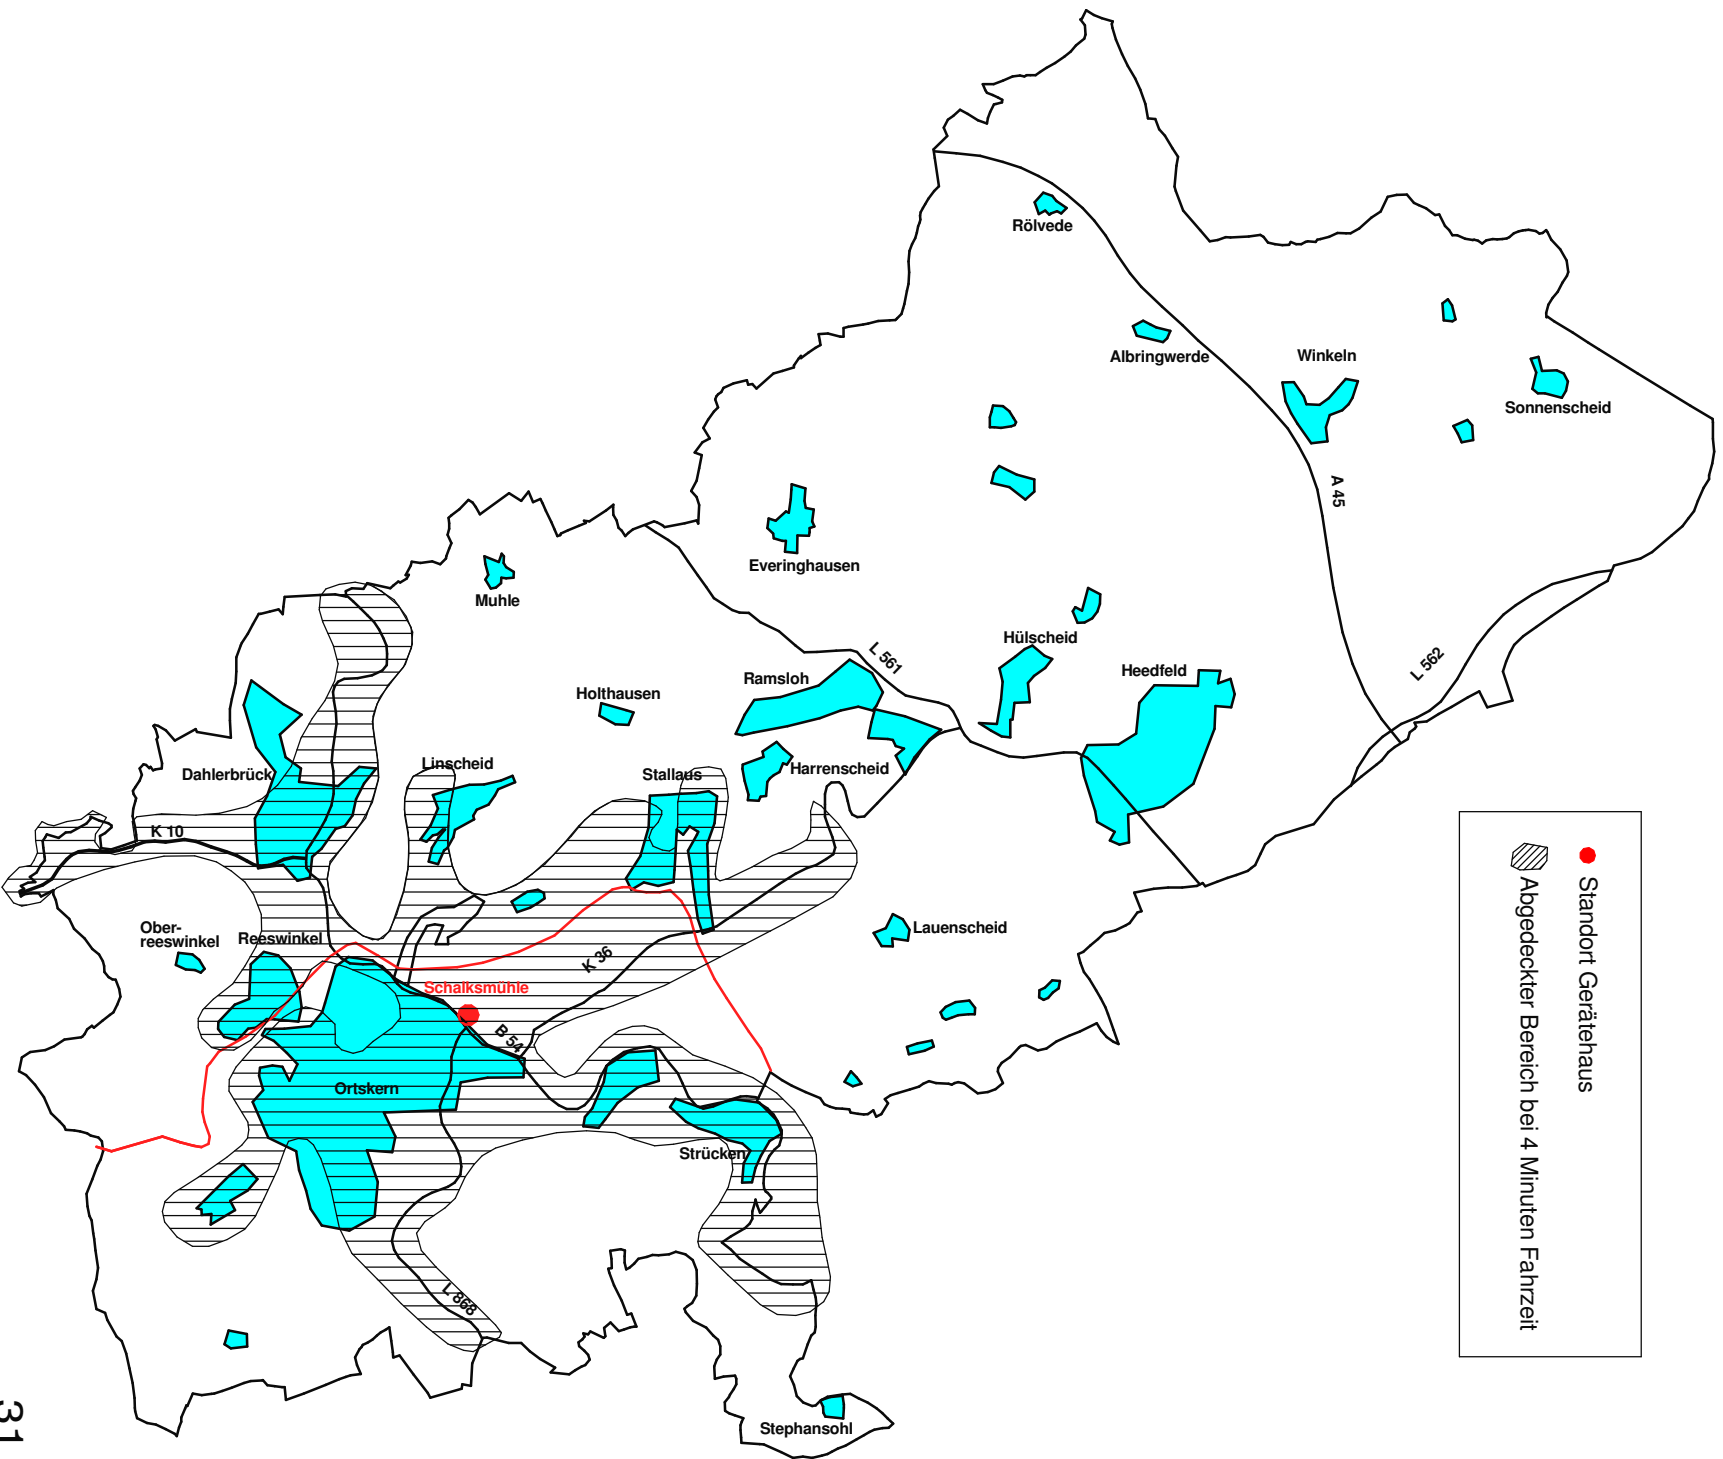 Rölvede
Albringwerde
Winkeln
Sonnenscheid
A 45
Everinghausen
Muhle
Hülscheid
L 561
L 562
Heedfeld
Ramsloh
Holthausen
Harrenscheid
Stallaus
Linscheid
Dahlerbrück
K 10
Ober-
reeswinkel
Reeswinkel
Lauenscheid
K 36
Schalksmühle
B 54
Ortskern
Strücken
L 868
Stephansohl
Standort Gerätehaus
Abgedeckter Bereich bei 4 Minuten Fahrzeit
31